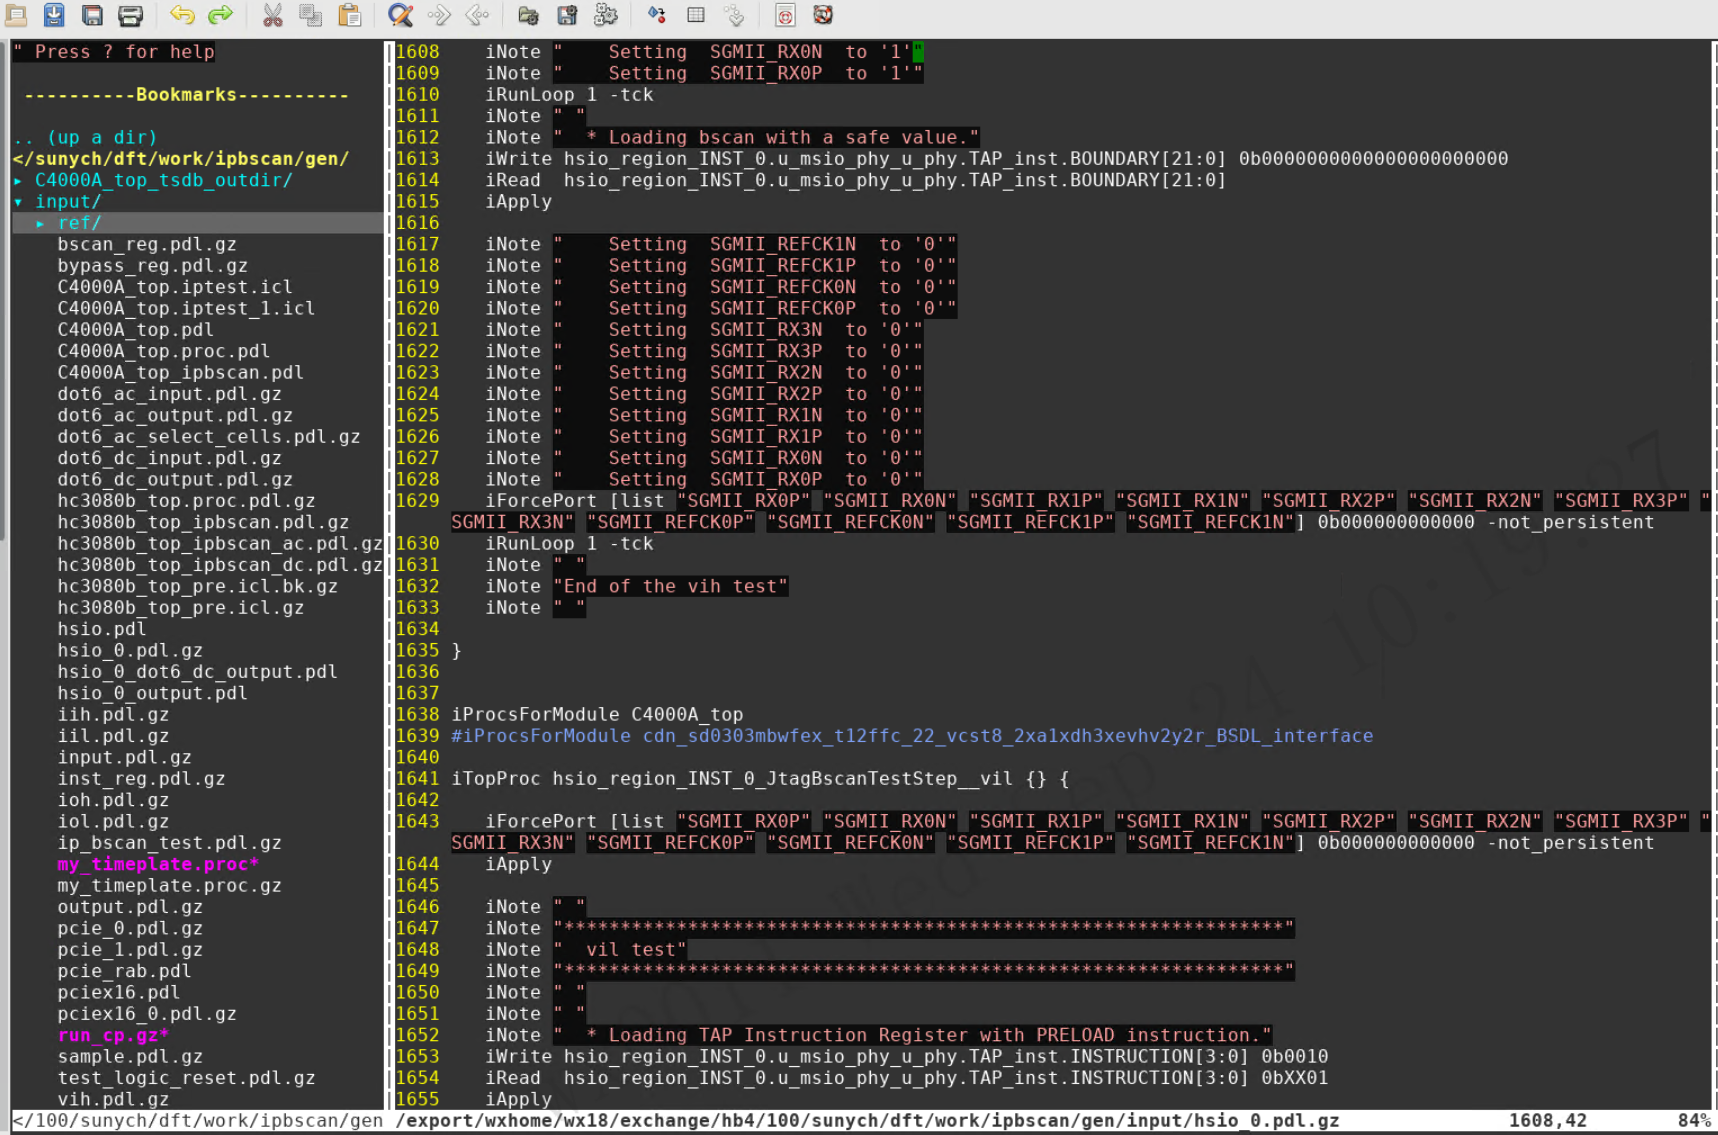 " Press ? for help
----------Bookmarks----------
.. (up a dir)
</sunych/dft/work/ipbscan/gen/
▸ C4000A_top_tsdb_outdir/
▾ input/
▸ ref/
bscan_reg.pdl.gz
bypass_reg.pdl.gz
C4000A_top.iptest.icl
C4000A_top.iptest_1.icl
C4000A_top.pdl
C4000A_top.proc.pdl
C4000A_top_ipbscan.pdl
dot6_ac_input.pdl.gz
dot6_ac_output.pdl.gz
dot6_ac_select_cells.pdl.gz
dot6_dc_input.pdl.gz
dot6_dc_output.pdl.gz
hc3080b_top.proc.pdl.gz
hc3080b_top_ipbscan.pdl.gz
hc3080b_top_ipbscan_ac.pdl.gz
hc3080b_top_ipbscan_dc.pdl.gz
hc3080b_top_pre.icl.bk.gz
hc3080b_top_pre.icl.gz
hsio.pdl
hsio_0.pdl.gz
hsio_0_dot6_dc_output.pdl
hsio_0_output.pdl
iih.pdl.gz
iil.pdl.gz
input.pdl.gz
inst_reg.pdl.gz
ioh.pdl.gz
iol.pdl.gz
ip_bscan_test.pdl.gz
my_timeplate.proc*
my_timeplate.proc.gz
output.pdl.gz
pcie_0.pdl.gz
pcie_1.pdl.gz
pcie_rab.pdl
pciex16.pdl
pciex16_0.pdl.gz
run_cp.gz*
sample.pdl.gz
test_logic_reset.pdl.gz
vih.pdl.gz
1608    iNote "    Setting  SGMII_RX0N  to '1'"
1609    iNote "    Setting  SGMII_RX0P  to '1'"
1610    iRunLoop 1 -tck
1611    iNote " "
1612    iNote "  * Loading bscan with a safe value."
1613    iWrite hsio_region_INST_0.u_msio_phy_u_phy.TAP_inst.BOUNDARY[21:0] 0b0000000000000000000000
1614    iRead  hsio_region_INST_0.u_msio_phy_u_phy.TAP_inst.BOUNDARY[21:0]
1615    iApply
1616
1617    iNote "    Setting  SGMII_REFCK1N  to '0'"
1618    iNote "    Setting  SGMII_REFCK1P  to '0'"
1619    iNote "    Setting  SGMII_REFCK0N  to '0'"
1620    iNote "    Setting  SGMII_REFCK0P  to '0'"
1621    iNote "    Setting  SGMII_RX3N  to '0'"
1622    iNote "    Setting  SGMII_RX3P  to '0'"
1623    iNote "    Setting  SGMII_RX2N  to '0'"
1624    iNote "    Setting  SGMII_RX2P  to '0'"
1625    iNote "    Setting  SGMII_RX1N  to '0'"
1626    iNote "    Setting  SGMII_RX1P  to '0'"
1627    iNote "    Setting  SGMII_RX0N  to '0'"
1628    iNote "    Setting  SGMII_RX0P  to '0'"
1629    iForcePort [list "SGMII_RX0P" "SGMII_RX0N" "SGMII_RX1P" "SGMII_RX1N" "SGMII_RX2P" "SGMII_RX2N" "SGMII_RX3P" "
SGMII_RX3N" "SGMII_REFCK0P" "SGMII_REFCK0N" "SGMII_REFCK1P" "SGMII_REFCK1N"] 0b000000000000 -not_persistent
1630    iRunLoop 1 -tck
1631    iNote " "
1632    iNote "End of the vih test"
1633    iNote " "
1634
1635 }
1636
1637
1638 iProcsForModule C4000A_top
1639 #iProcsForModule cdn_sd0303mbwfex_t12ffc_22_vcst8_2xa1xdh3xevhv2y2r_BSDL_interface
1640
1641 iTopProc hsio_region_INST_0_JtagBscanTestStep__vil {} {
1642
1643    iForcePort [list "SGMII_RX0P" "SGMII_RX0N" "SGMII_RX1P" "SGMII_RX1N" "SGMII_RX2P" "SGMII_RX2N" "SGMII_RX3P" "
SGMII_RX3N" "SGMII_REFCK0P" "SGMII_REFCK0N" "SGMII_REFCK1P" "SGMII_REFCK1N"] 0b000000000000 -not_persistent
1644    iApply
1645
1646    iNote " "
1647    iNote "****************************************************************"
1648    iNote "  vil test"
1649    iNote "****************************************************************"
1650    iNote " "
1651    iNote " "
1652    iNote "  * Loading TAP Instruction Register with PRELOAD instruction."
1653    iWrite hsio_region_INST_0.u_msio_phy_u_phy.TAP_inst.INSTRUCTION[3:0] 0b0010
1654    iRead  hsio_region_INST_0.u_msio_phy_u_phy.TAP_inst.INSTRUCTION[3:0] 0bXX01
1655    iApply
</100/sunych/dft/work/ipbscan/gen /export/wxhome/wx18/exchange/hb4/100/sunych/dft/work/ipbscan/gen/input/hsio_0.pdl.gz 1608,42 84%